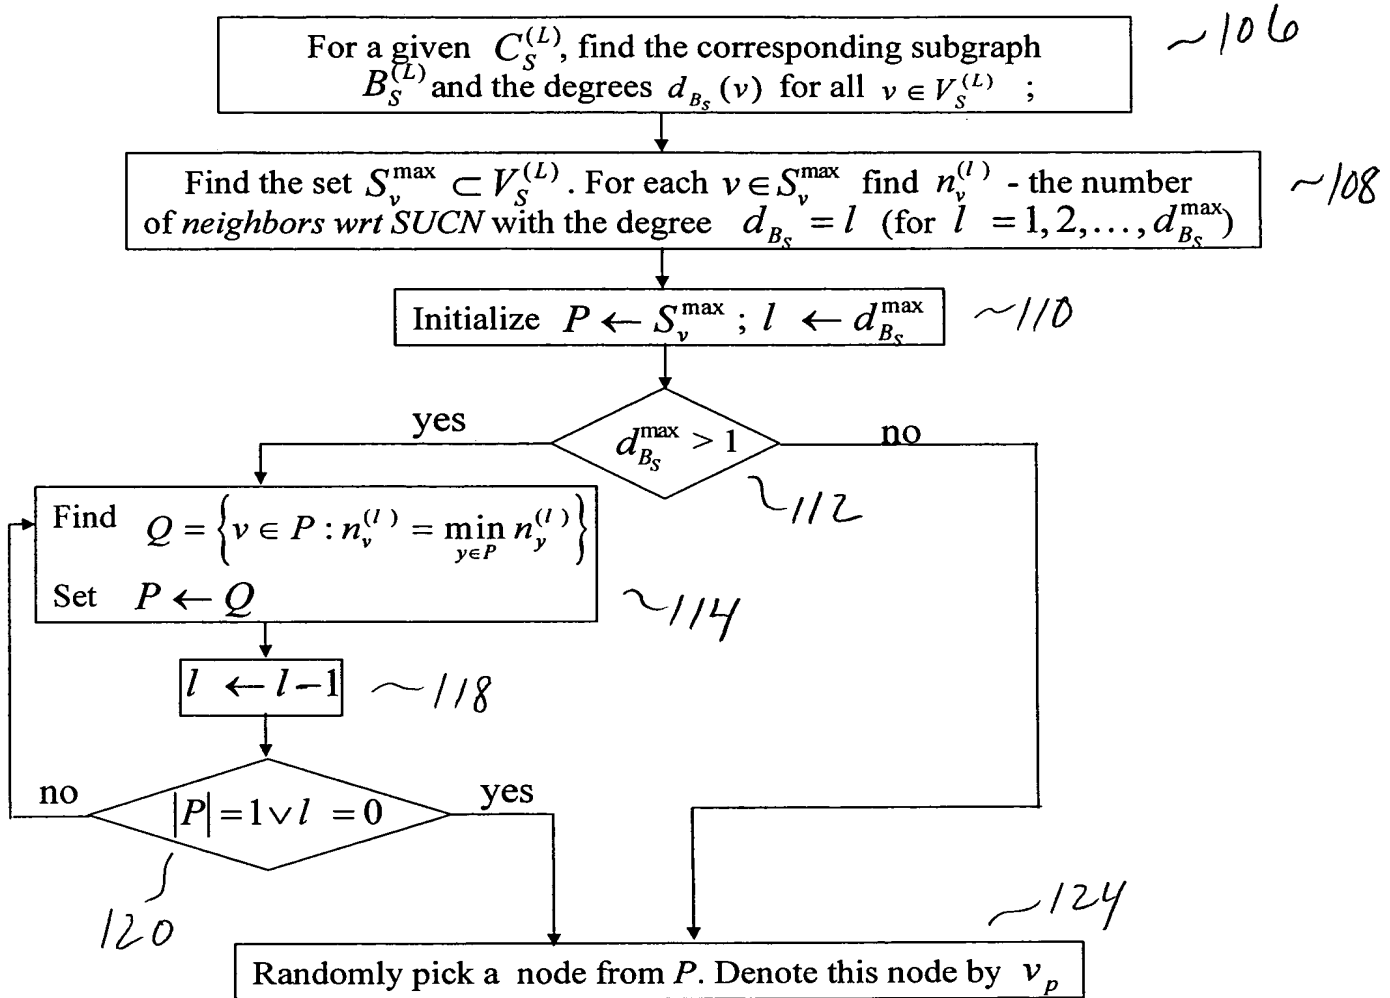 For a given C_S^{(L)}, find the corresponding subgraph
B_S^{(L)} and the degrees d_{B_S}(v) for all v ∈ V_S^{(L)} ;
~106
Find the set S_v^{max} ⊂ V_S^{(L)}. For each v ∈ S_v^{max} find n_v^{(l)} - the number
of neighbors wrt SUCN with the degree d_{B_S} = l (for l = 1, 2, ..., d_{B_S}^{max})
~108
Initialize P ← S_v^{max} ; l ← d_{B_S}^{max}
~110
yes
d_{B_S}^{max} > 1
no
~112
Find Q = {v ∈ P : n_v^{(l)} = min_{y∈P} n_y^{(l)}}
Set P ← Q
~114
l ← l−1
~118
no
|P| = 1 ∨ l = 0
yes
120
~124
Randomly pick a node from P. Denote this node by v_p